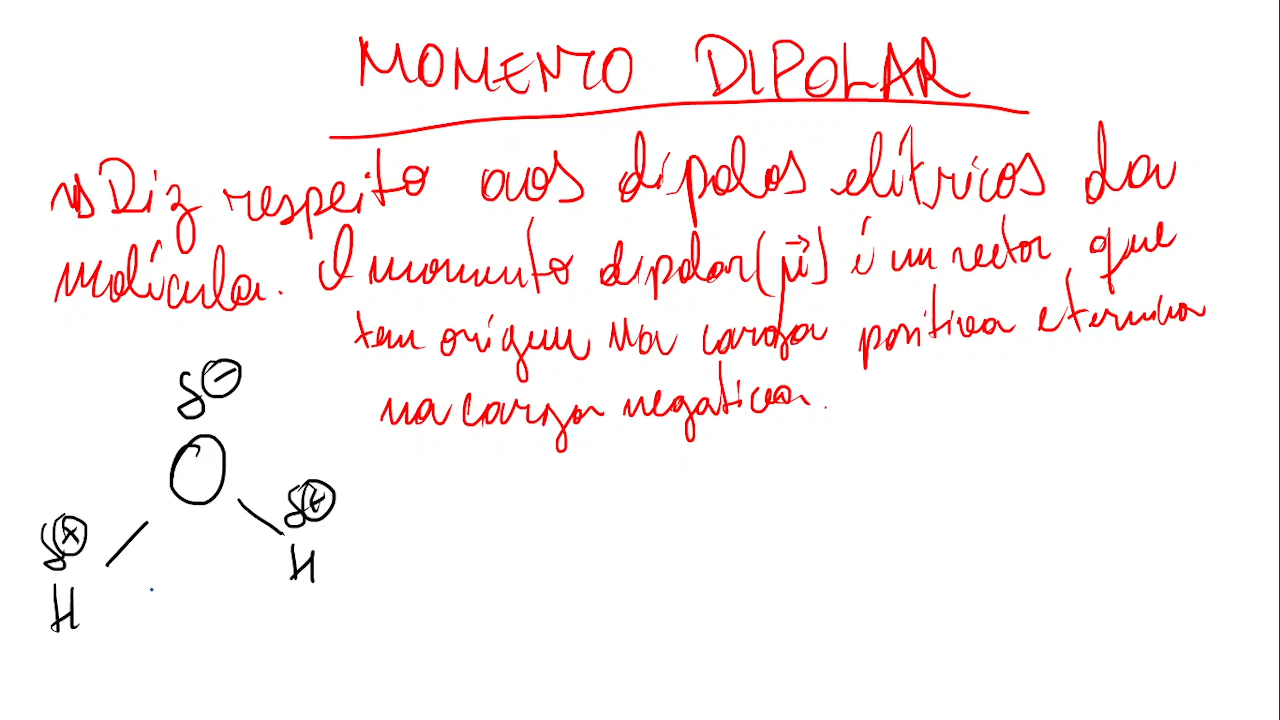 MOMENTO DIPOLAR
Diz respeito aos dipolos elétricos da
molécula. O momento dipolar (μ⃗) é um vector que
tem origem na carga positiva e termina
na carga negativa.
δ⊖
O
δ⊕
δ⊕
H
H